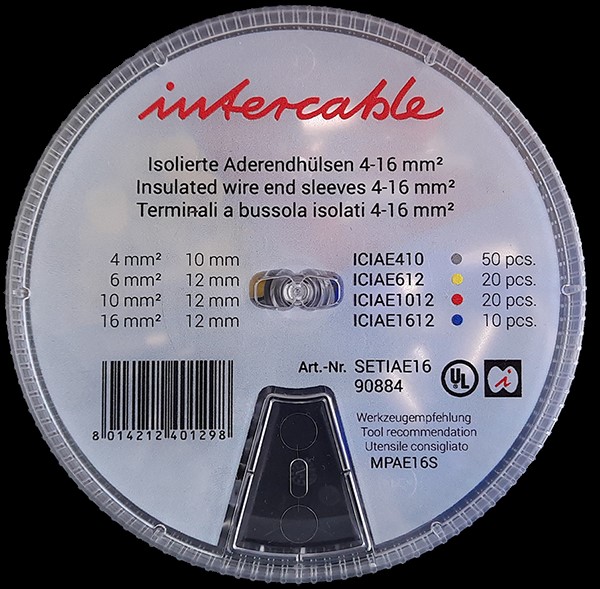 intercable
Isolierte Aderendhülsen 4-16 mm²
Insulated wire end sleeves 4-16 mm²
Terminali a bussola isolati 4-16 mm²
4 mm² 10 mm ICIAE410 50 pcs.
6 mm² 12 mm ICIAE612 20 pcs.
10 mm² 12 mm ICIAE1012 20 pcs.
16 mm² 12 mm ICIAE1612 10 pcs.
Art.-Nr. SETIAE16
90884
UL
i
8 014212 401298
Werkzeugempfehlung
Tool recommendation
Utensile consigliato
MPAE16S